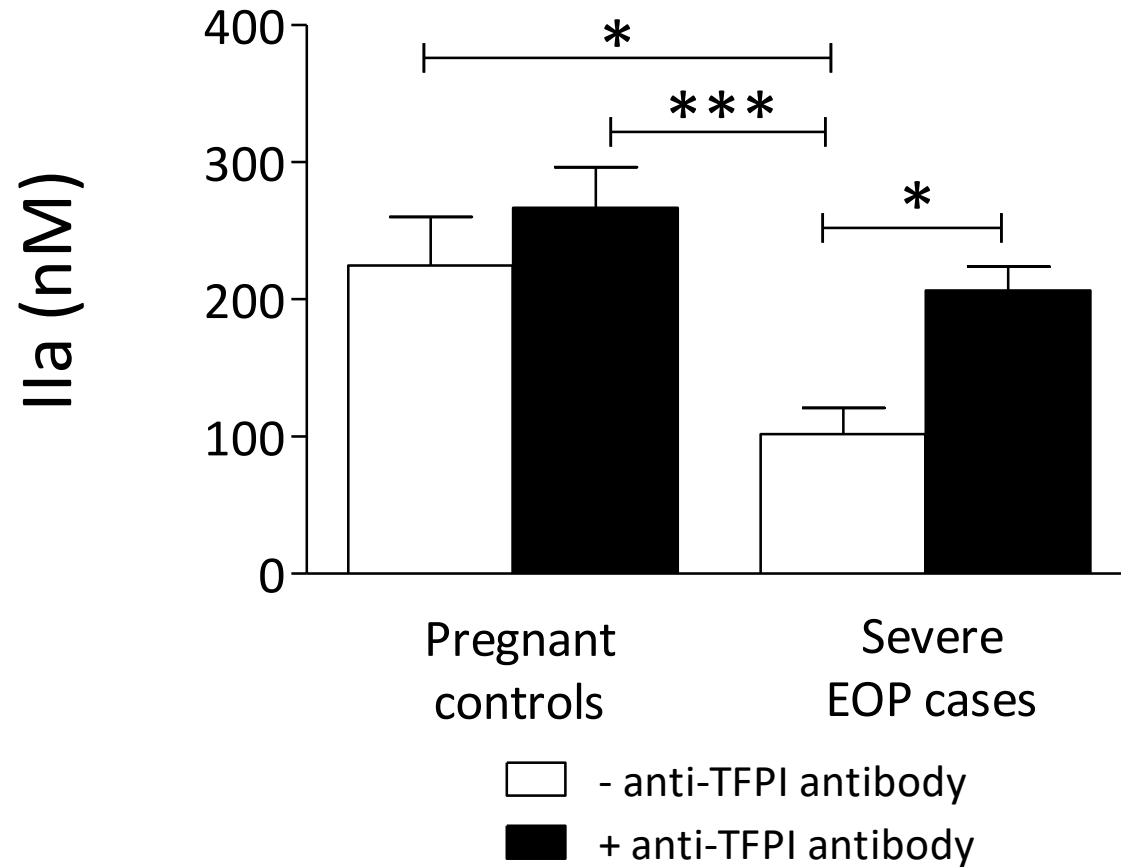 IIa (nM)
400
300
200
100
0
*
***
*
Pregnant
controls
Severe
EOP cases
- anti-TFPI antibody
+ anti-TFPI antibody